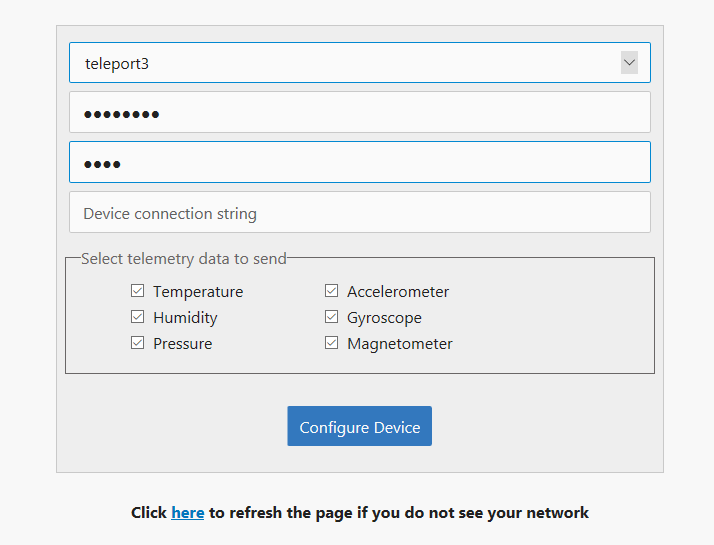 teleport3
●●●●●●●●
●●●●
Device connection string
Select telemetry data to send
Temperature Accelerometer
Humidity Gyroscope
Pressure Magnetometer
Configure Device
Click here to refresh the page if you do not see your network